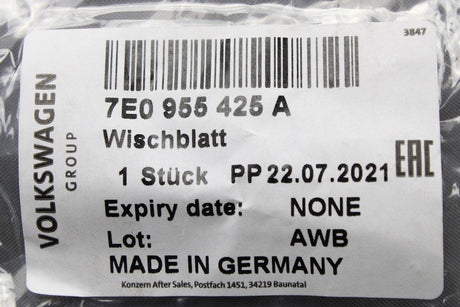 3847
VOLKSWAGEN
GROUP
7E0 955 425 A
Wischblatt
1 Stück PP 22.07.2021
EAC
Expiry date: NONE
Lot: AWB
MADE IN GERMANY
Konzern After Sales, Postfach 1451, 34219 Baunatal